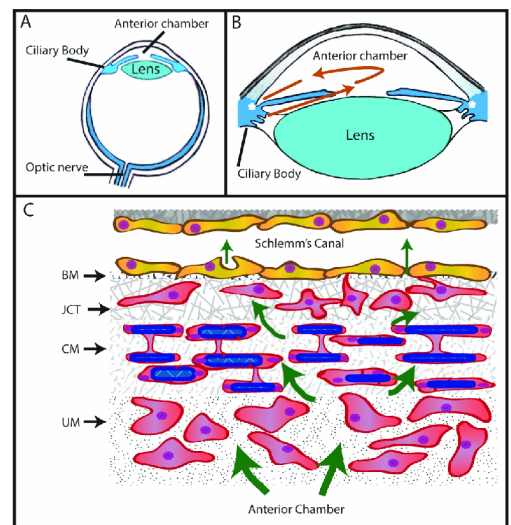 A
Anterior chamber
Ciliary Body
Lens
Optic nerve
B
Anterior chamber
Lens
Ciliary Body
C
Schlemm's Canal
BM
JCT
CM
UM
Anterior Chamber